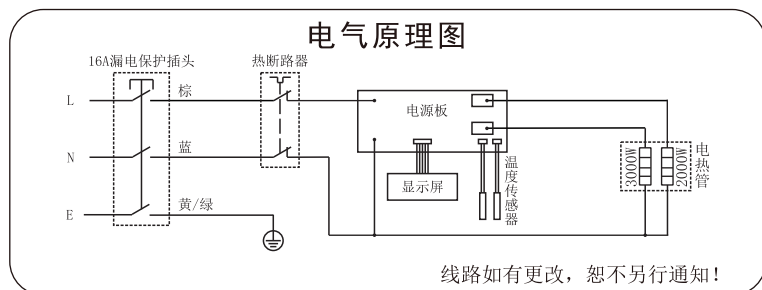 电气原理图
16A漏电保护插头
热断路器
L
棕
电源板
N
蓝
显示屏
温度传感器
3000W
2000W
电热管
E
黄/绿
线路如有更改，恕不另行通知！